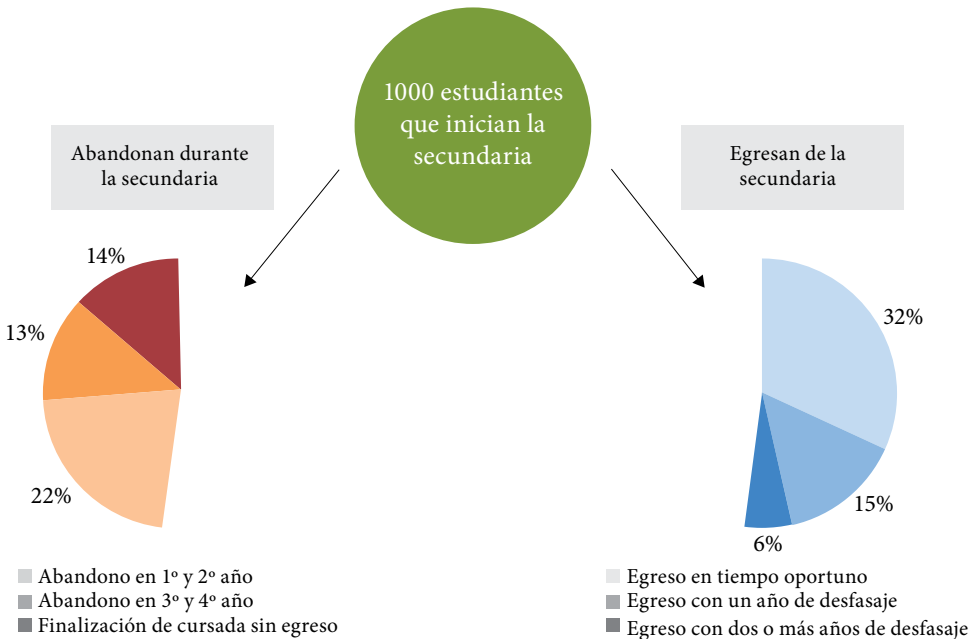 1000 estudiantes
que inician la
secundaria
Abandonan durante
la secundaria
Egresan de la
secundaria
14%
13%
22%
32%
15%
6%
Abandono en 1º y 2º año
Abandono en 3º y 4º año
Finalización de cursada sin egreso
Egreso en tiempo oportuno
Egreso con un año de desfasaje
Egreso con dos o más años de desfasaje